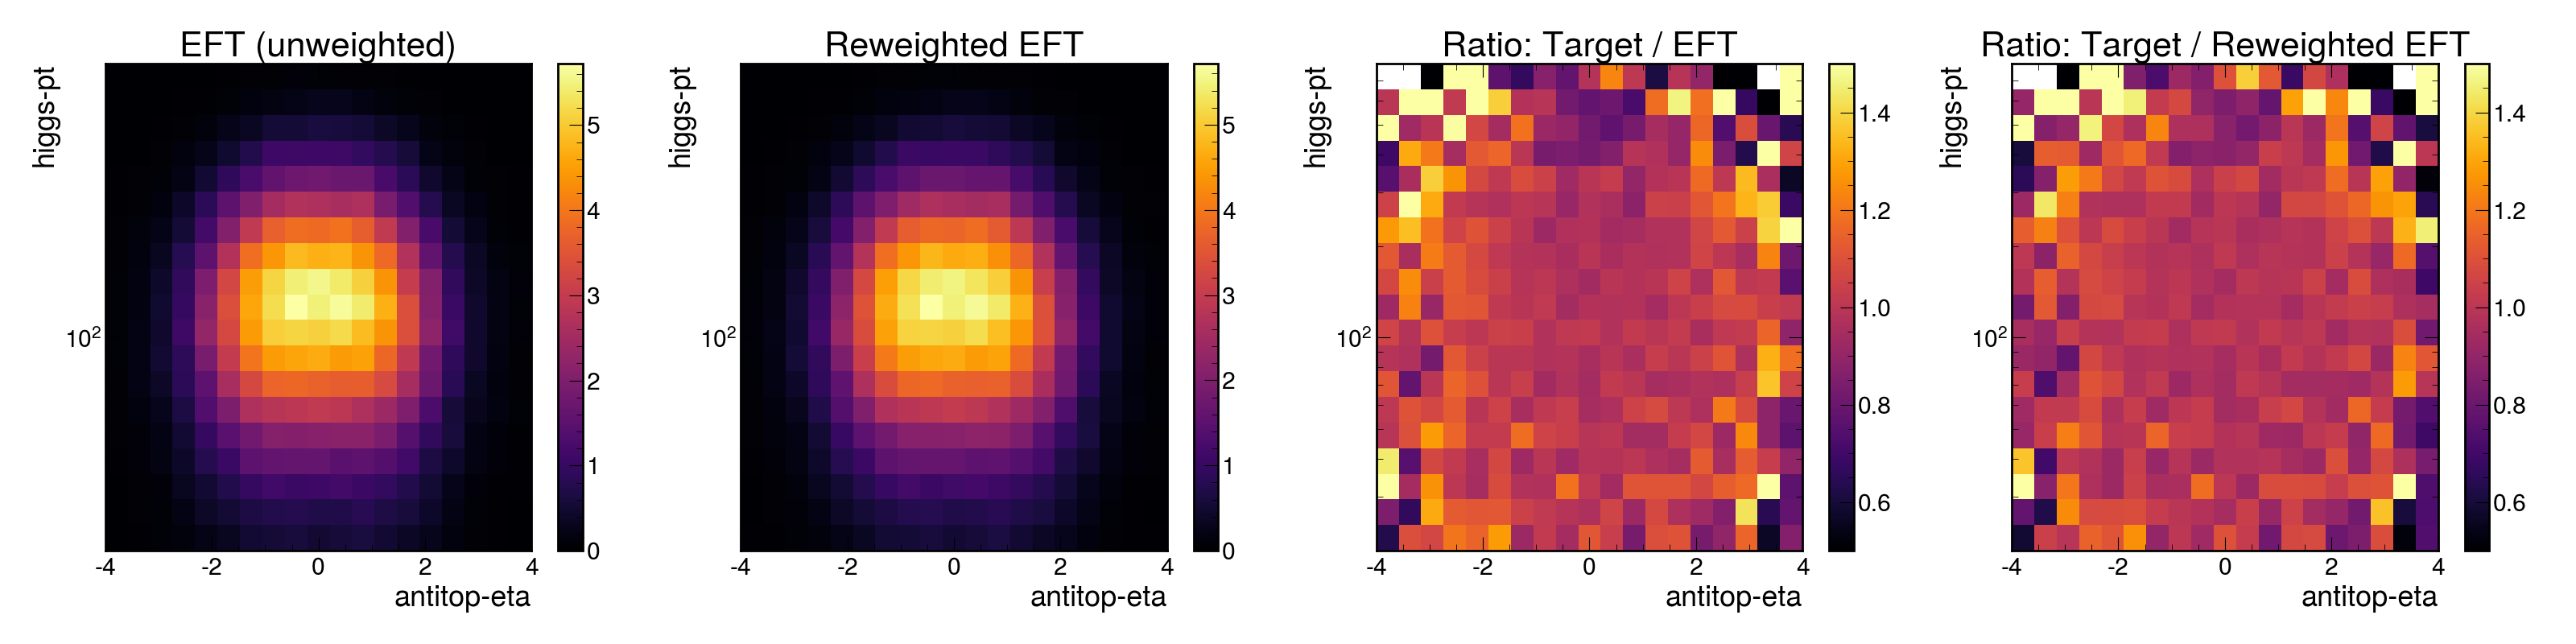 EFT (unweighted)
higgs-pt
10²
-4 -2 0 2 4
antitop-eta
0 1 2 3 4 5
Reweighted EFT
higgs-pt
10²
-4 -2 0 2 4
antitop-eta
0 1 2 3 4 5
Ratio: Target / EFT
higgs-pt
10²
-4 -2 0 2 4
antitop-eta
0.6 0.8 1.0 1.2 1.4
Ratio: Target / Reweighted EFT
higgs-pt
10²
-4 -2 0 2 4
antitop-eta
0.6 0.8 1.0 1.2 1.4